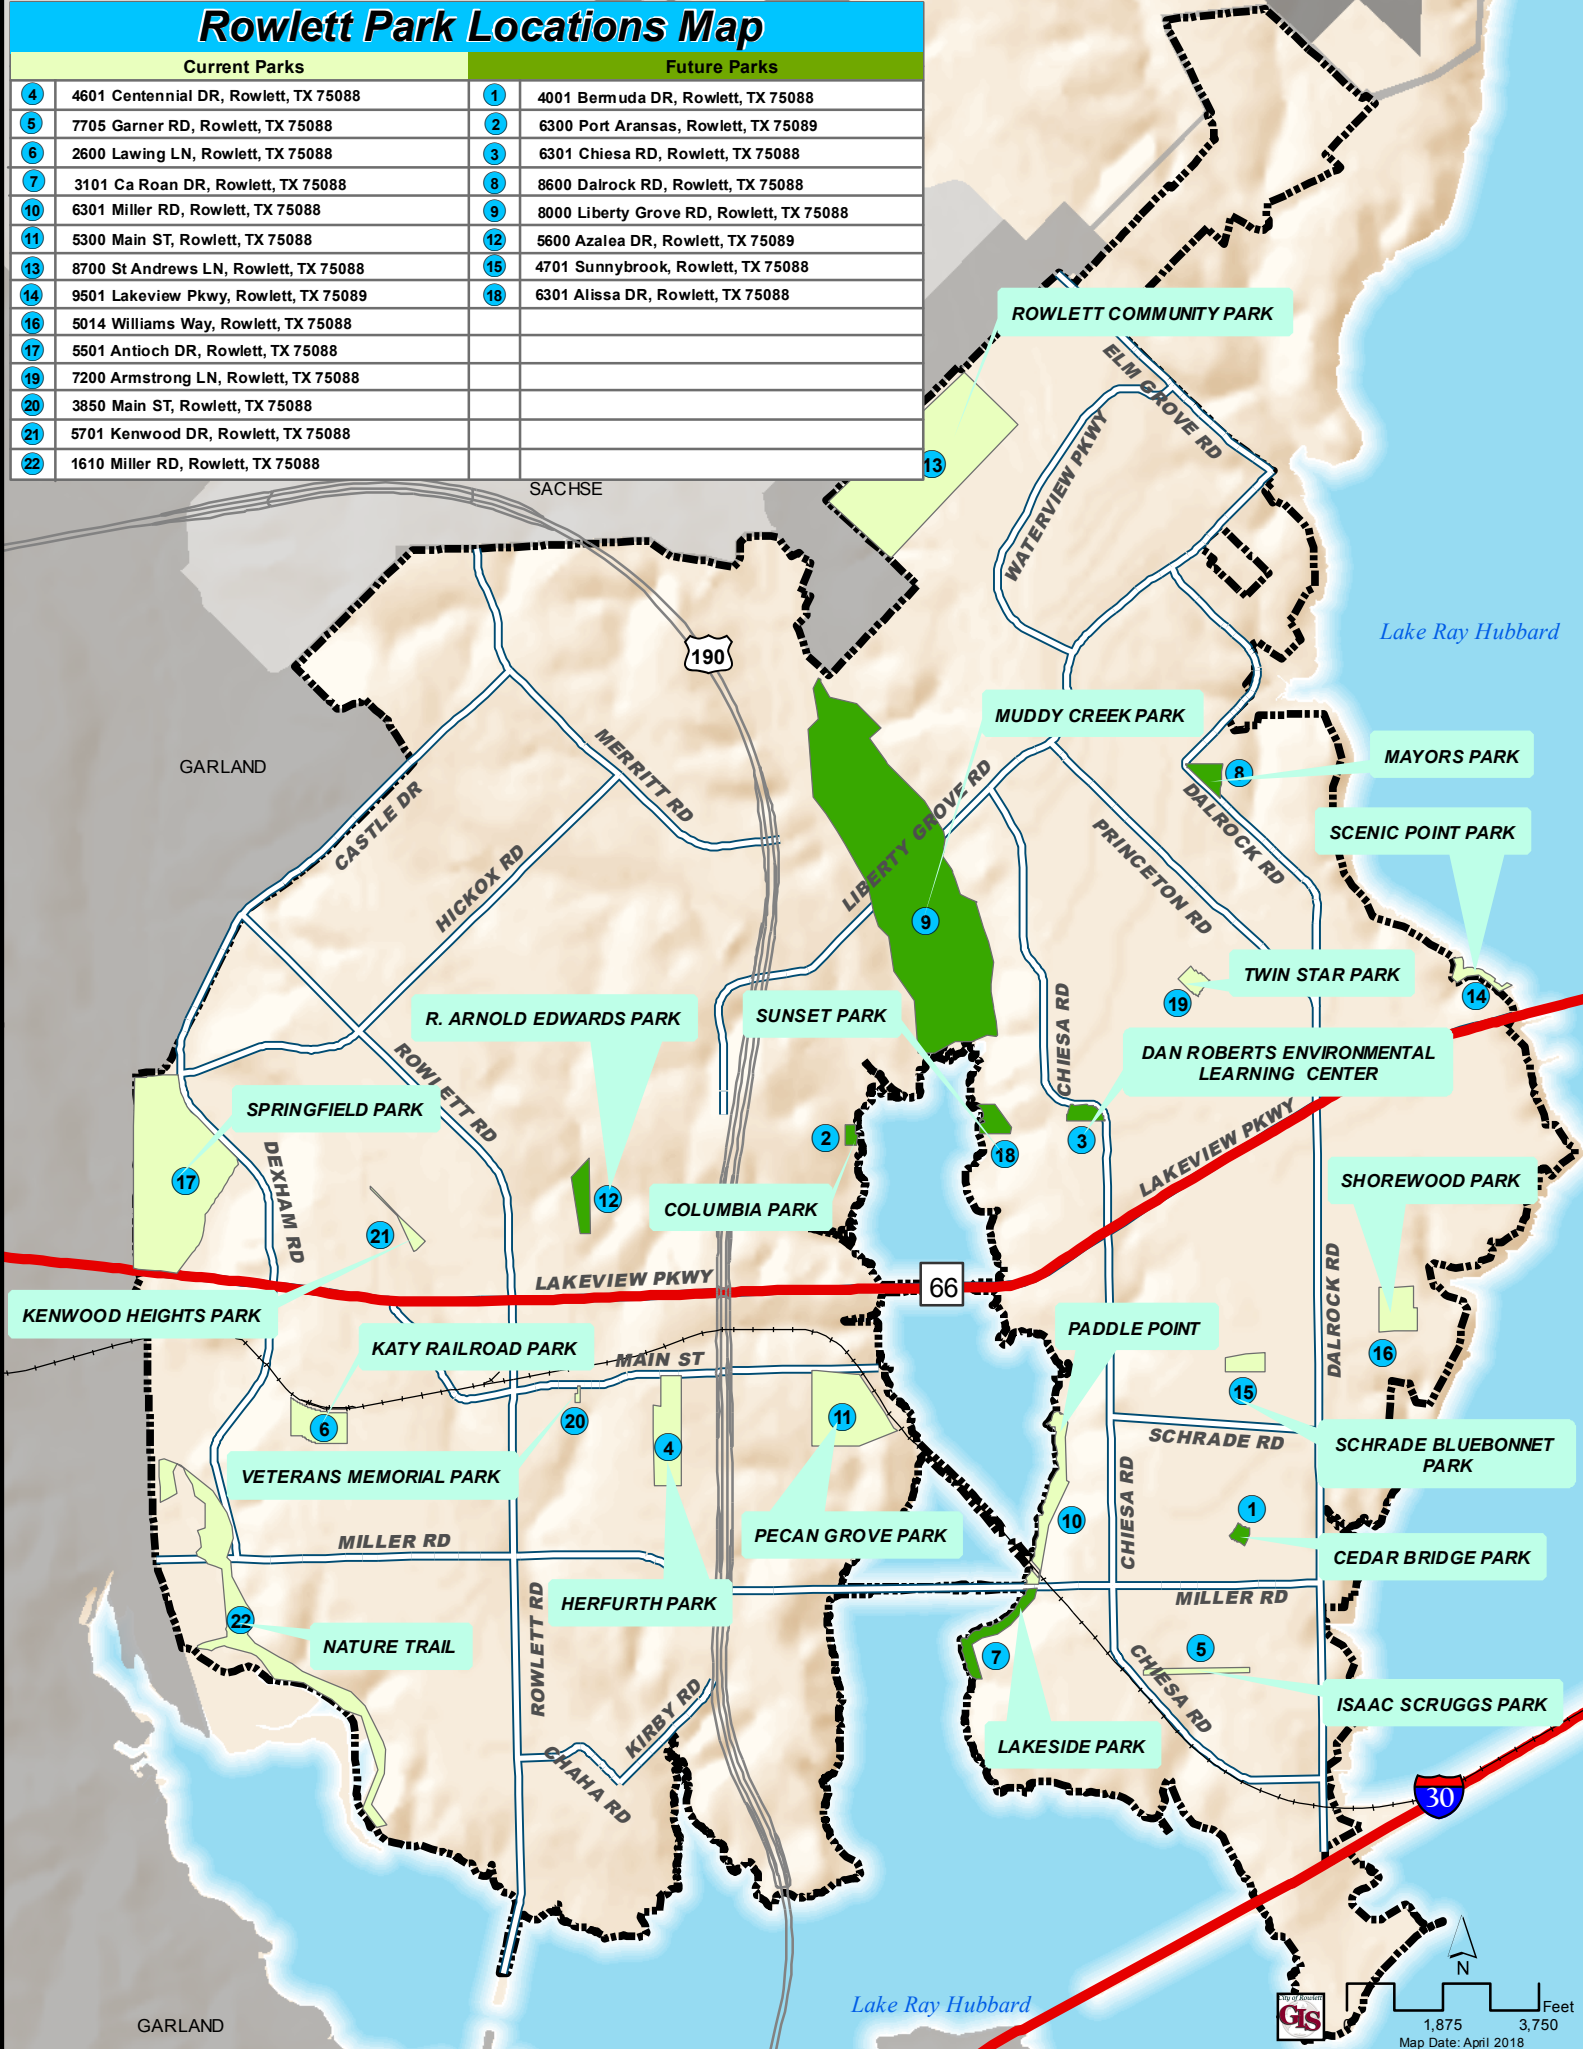 Rowlett Park Locations Map
Current Parks
Future Parks
4 4601 Centennial DR, Rowlett, TX 75088
1 4001 Bermuda DR, Rowlett, TX 75088
5 7705 Garner RD, Rowlett, TX 75088
2 6300 Port Aransas, Rowlett, TX 75089
6 2600 Lawing LN, Rowlett, TX 75088
3 6301 Chiesa RD, Rowlett, TX 75088
7 3101 Ca Roan DR, Rowlett, TX 75088
8 8600 Dalrock RD, Rowlett, TX 75088
10 6301 Miller RD, Rowlett, TX 75088
9 8000 Liberty Grove RD, Rowlett, TX 75088
11 5300 Main ST, Rowlett, TX 75088
12 5600 Azalea DR, Rowlett, TX 75089
13 8700 St Andrews LN, Rowlett, TX 75088
15 4701 Sunnybrook, Rowlett, TX 75088
14 9501 Lakeview Pkwy, Rowlett, TX 75089
18 6301 Alissa DR, Rowlett, TX 75088
16 5014 Williams Way, Rowlett, TX 75088
17 5501 Antioch DR, Rowlett, TX 75088
19 7200 Armstrong LN, Rowlett, TX 75088
20 3850 Main ST, Rowlett, TX 75088
21 5701 Kenwood DR, Rowlett, TX 75088
22 1610 Miller RD, Rowlett, TX 75088
ROWLETT COMMUNITY PARK
ELM GROVE RD
13
WATERVIEW PKWY
SACHSE
Lake Ray Hubbard
190
MUDDY CREEK PARK
MAYORS PARK
8
GARLAND
MERRITT RD
CASTLE DR
DALROCK RD
SCENIC POINT PARK
HICKOX RD
LIBERTY GROVE RD
PRINCETON RD
9
TWIN STAR PARK
19
14
R. ARNOLD EDWARDS PARK
SUNSET PARK
CHIESA RD
DAN ROBERTS ENVIRONMENTAL
LEARNING CENTER
ROWLETT RD
SPRINGFIELD PARK
2
3
18
LAKEVIEW PKWY
DEXHAM RD
17
12
COLUMBIA PARK
SHOREWOOD PARK
21
LAKEVIEW PKWY
66
DALROCK RD
KENWOOD HEIGHTS PARK
KATY RAILROAD PARK
MAIN ST
PADDLE POINT
16
15
6
20
4
11
SCHRADE RD
SCHRADE BLUEBONNET
PARK
VETERANS MEMORIAL PARK
CHIESA RD
10
1
PECAN GROVE PARK
MILLER RD
CEDAR BRIDGE PARK
HERFURTH PARK
MILLER RD
22
NATURE TRAIL
ROWLETT RD
7
5
CHIESA RD
KIRBY RD
ISAAC SCRUGGS PARK
LAKESIDE PARK
CHAHA RD
30
N
Lake Ray Hubbard
City of Rowlett
GIS
GARLAND
0
1,875
3,750
Feet
Map Date: April 2018